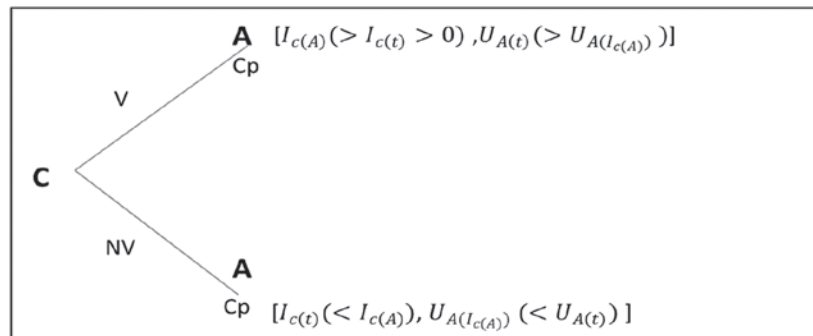 A [I_{c(A)}(> I_{c(t)} > 0) ,U_{A(t)}(> U_{A(I_{c(A)})} )]
Cp
V
C
NV
A
Cp [I_{c(t)}(< I_{c(A)}), U_{A(I_{c(A)})} (< U_{A(t)}) ]